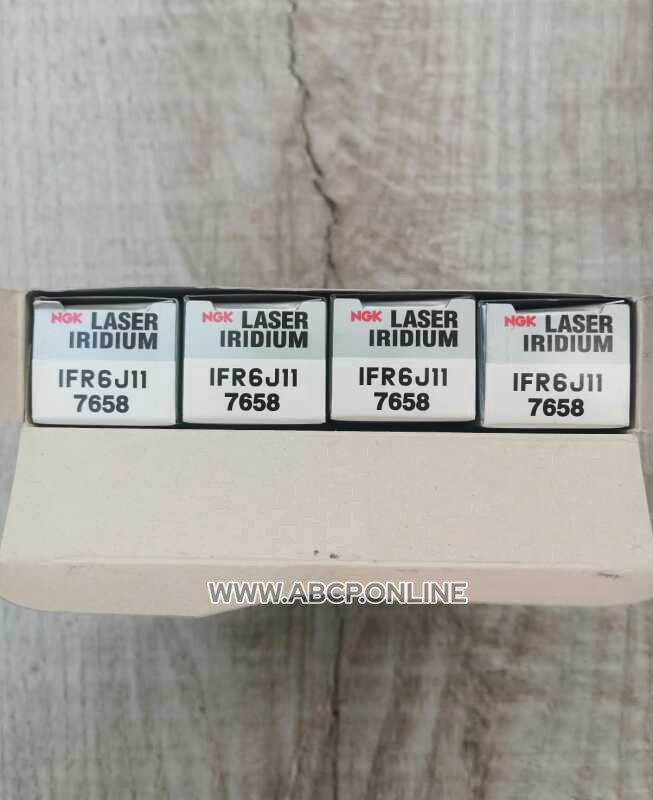 NGK LASER
IRIDIUM
IFR6J11
7658
NGK LASER
IRIDIUM
IFR6J11
7658
NGK LASER
IRIDIUM
IFR6J11
7658
NGK LASER
IRIDIUM
IFR6J11
7658
WWW.ABCP.ONLINE